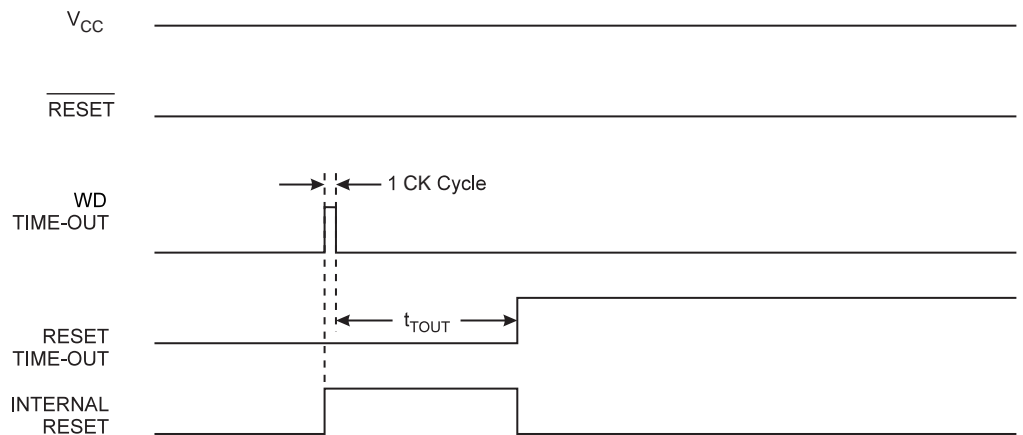 VCC
RESET
1 CK Cycle
WD
TIME-OUT
tTOUT
RESET
TIME-OUT
INTERNAL
RESET